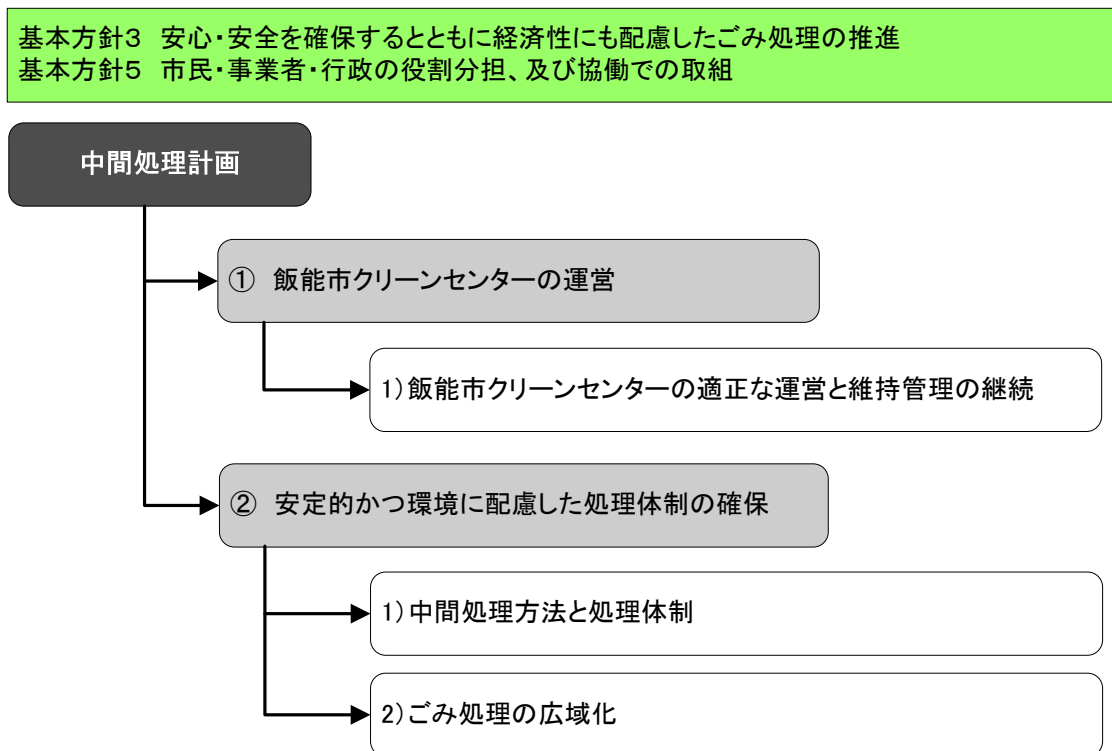 基本方針3 安心・安全を確保するとともに経済性にも配慮したごみ処理の推進
基本方針5 市民・事業者・行政の役割分担、及び協働での取組
中間処理計画
① 飯能市クリーンセンターの運営
1)飯能市クリーンセンターの適正な運営と維持管理の継続
② 安定的かつ環境に配慮した処理体制の確保
1)中間処理方法と処理体制
2)ごみ処理の広域化